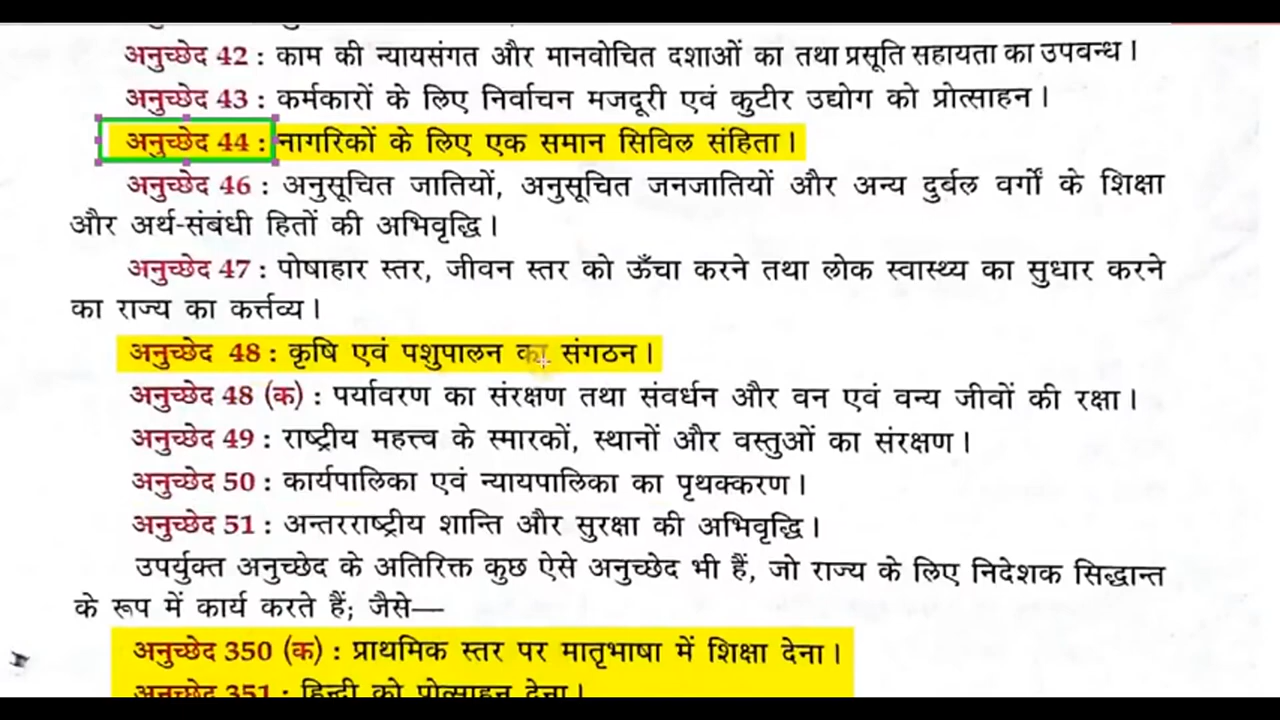 अनुच्छेद 42 : काम की न्यायसंगत और मानवोचित दशाओं का तथा प्रसूति सहायता का उपबन्ध।
अनुच्छेद 43 : कर्मकारों के लिए निर्वाचन मजदूरी एवं कुटीर उद्योग को प्रोत्साहन।
अनुच्छेद 44 : नागरिकों के लिए एक समान सिविल संहिता।
अनुच्छेद 46 : अनुसूचित जातियों, अनुसूचित जनजातियों और अन्य दुर्बल वर्गों के शिक्षा
और अर्थ-संबंधी हितों की अभिवृद्धि।
अनुच्छेद 47 : पोषाहार स्तर, जीवन स्तर को ऊँचा करने तथा लोक स्वास्थ्य का सुधार करने
का राज्य का कर्त्तव्य।
अनुच्छेद 48 : कृषि एवं पशुपालन का संगठन।
अनुच्छेद 48 (क) : पर्यावरण का संरक्षण तथा संवर्धन और वन एवं वन्य जीवों की रक्षा।
अनुच्छेद 49 : राष्ट्रीय महत्त्व के स्मारकों, स्थानों और वस्तुओं का संरक्षण।
अनुच्छेद 50 : कार्यपालिका एवं न्यायपालिका का पृथक्करण।
अनुच्छेद 51 : अन्तरराष्ट्रीय शान्ति और सुरक्षा की अभिवृद्धि।
उपर्युक्त अनुच्छेद के अतिरिक्त कुछ ऐसे अनुच्छेद भी हैं, जो राज्य के लिए निदेशक सिद्धान्त
के रूप में कार्य करते हैं; जैसे—
अनुच्छेद 350 (क) : प्राथमिक स्तर पर मातृभाषा में शिक्षा देना।
अनुच्छेद 351 : हिन्दी को प्रोत्साहन देना।